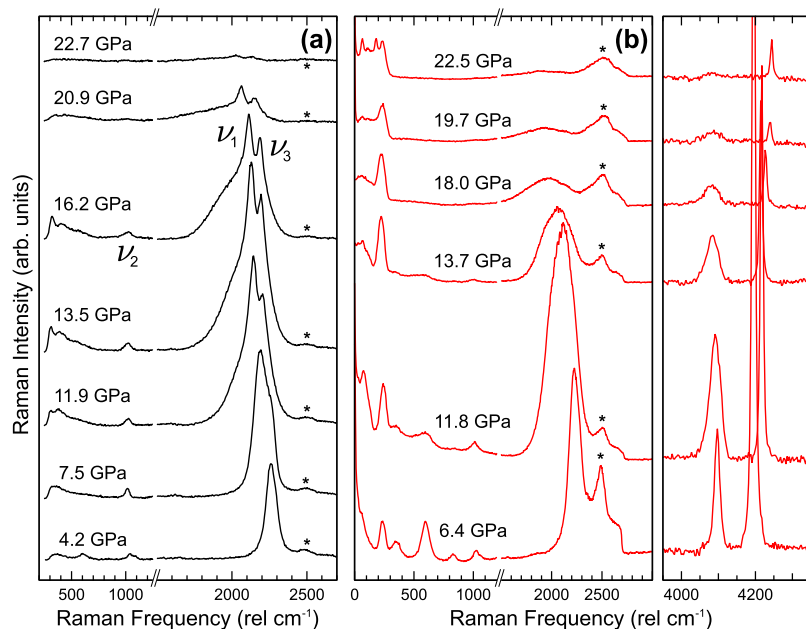 (a)
22.7 GPa
*
20.9 GPa
*
ν1
ν3
16.2 GPa
*
ν2
13.5 GPa
*
11.9 GPa
*
7.5 GPa
*
4.2 GPa
*
500 1000 2000 2500
Raman Frequency (rel cm-1)
Raman Intensity (arb. units)
(b)
*
22.5 GPa
*
19.7 GPa
*
18.0 GPa
*
13.7 GPa
*
11.8 GPa
*
6.4 GPa
0 500 1000 2000 2500 4000 4200
Raman Frequency (rel cm-1)